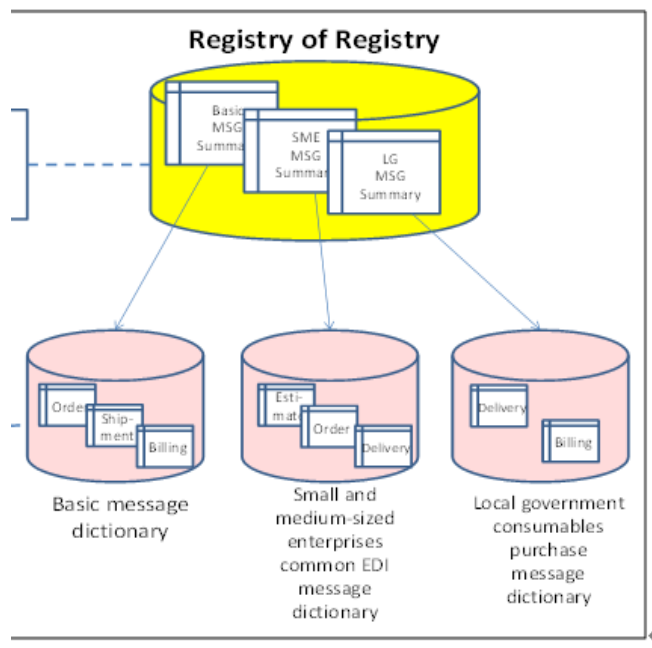 Registry of Registry
Basic
MSG
Summary
SME
MSG
Summary
LG
MSG
Summary
Order
Ship-
ment
Billing
Esti-
mate
Order
Delivery
Delivery
Billing
Basic message
dictionary
Small and
medium-sized
enterprises
common EDI
message
dictionary
Local government
consumables
purchase
message
dictionary